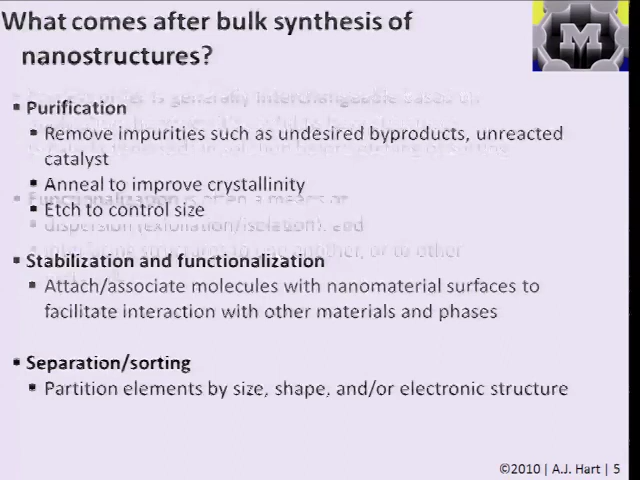 What comes after bulk synthesis of
nanostructures?
M
▪ Purification
▪ Remove impurities such as undesired byproducts, unreacted
catalyst
▪ Anneal to improve crystallinity
▪ Etch to control size
▪ Stabilization and functionalization
▪ Attach/associate molecules with nanomaterial surfaces to
facilitate interaction with other materials and phases
▪ Separation/sorting
▪ Partition elements by size, shape, and/or electronic structure
©2010 | A.J. Hart | 5